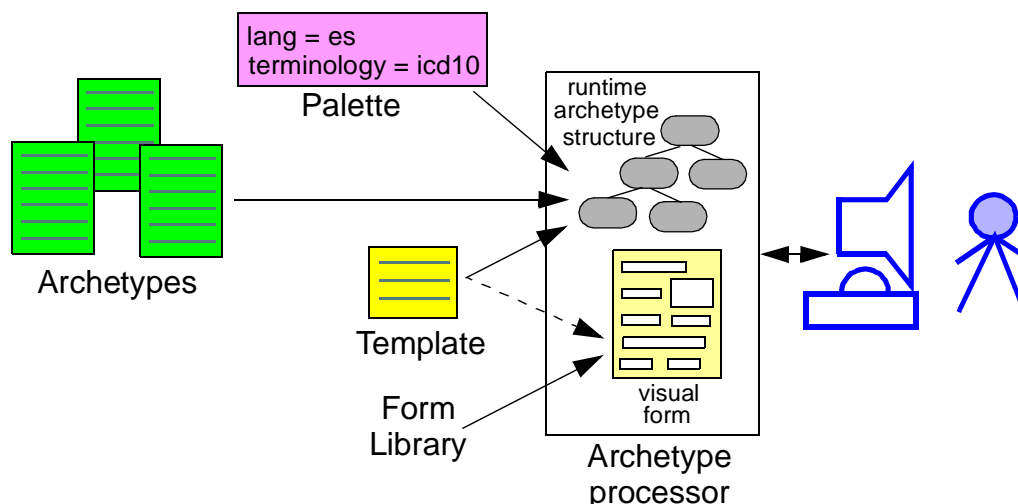 lang = es
terminology = icd10
Palette
runtime
archetype
structure
Archetypes
Template
Form
Library
visual
form
Archetype
processor